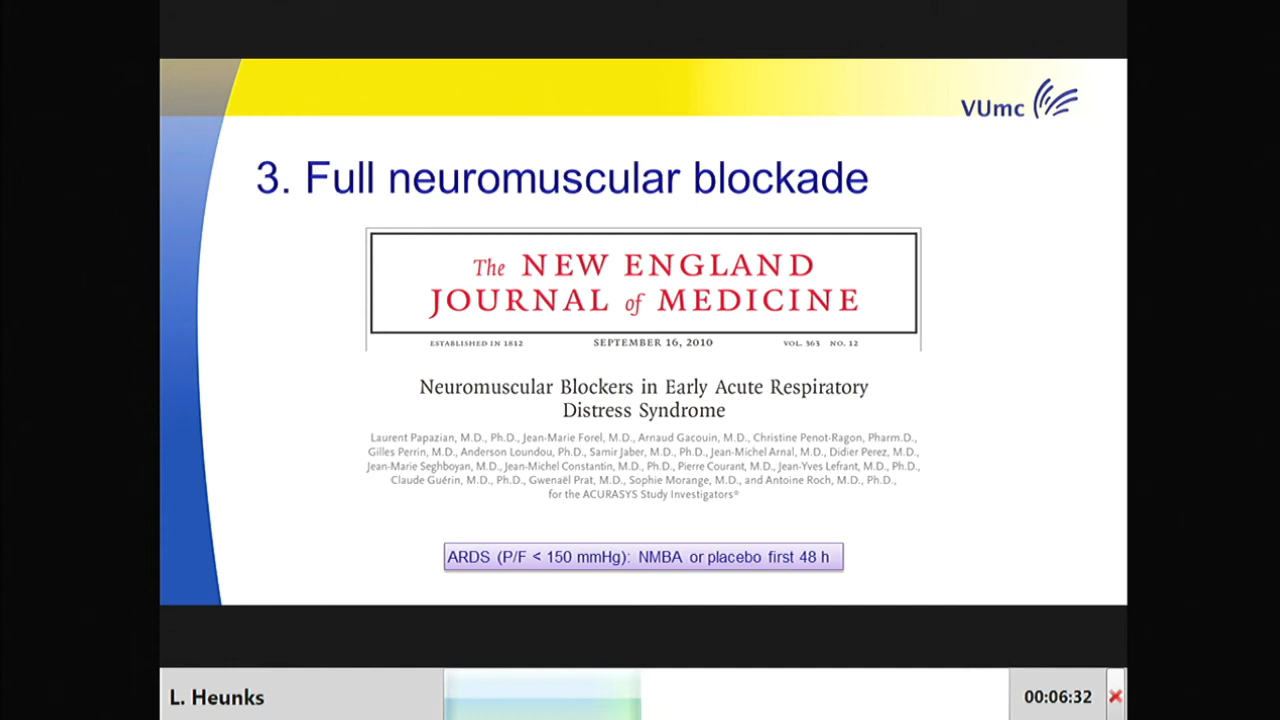 VUmc
3. Full neuromuscular blockade
The NEW ENGLAND
JOURNAL of MEDICINE
ESTABLISHED IN 1812 SEPTEMBER 16, 2010 VOL. 363 NO. 12
Neuromuscular Blockers in Early Acute Respiratory
Distress Syndrome
Laurent Papazian, M.D., Ph.D., Jean-Marie Forel, M.D., Arnaud Gacouin, M.D., Christine Penot-Ragon, Pharm.D.,
Gilles Perrin, M.D., Anderson Loundou, Ph.D., Samir Jaber, M.D., Ph.D., Jean-Michel Arnal, M.D., Didier Perez, M.D.,
Jean-Marie Seghboyan, M.D., Jean-Michel Constantin, M.D., Ph.D., Pierre Courant, M.D., Jean-Yves Lefrant, M.D., Ph.D.,
Claude Guérin, M.D., Ph.D., Gwenaël Prat, M.D., Sophie Morange, M.D., and Antoine Roch, M.D., Ph.D.,
for the ACURASYS Study Investigators*
ARDS (P/F < 150 mmHg): NMBA or placebo first 48 h
L. Heunks 00:06:32